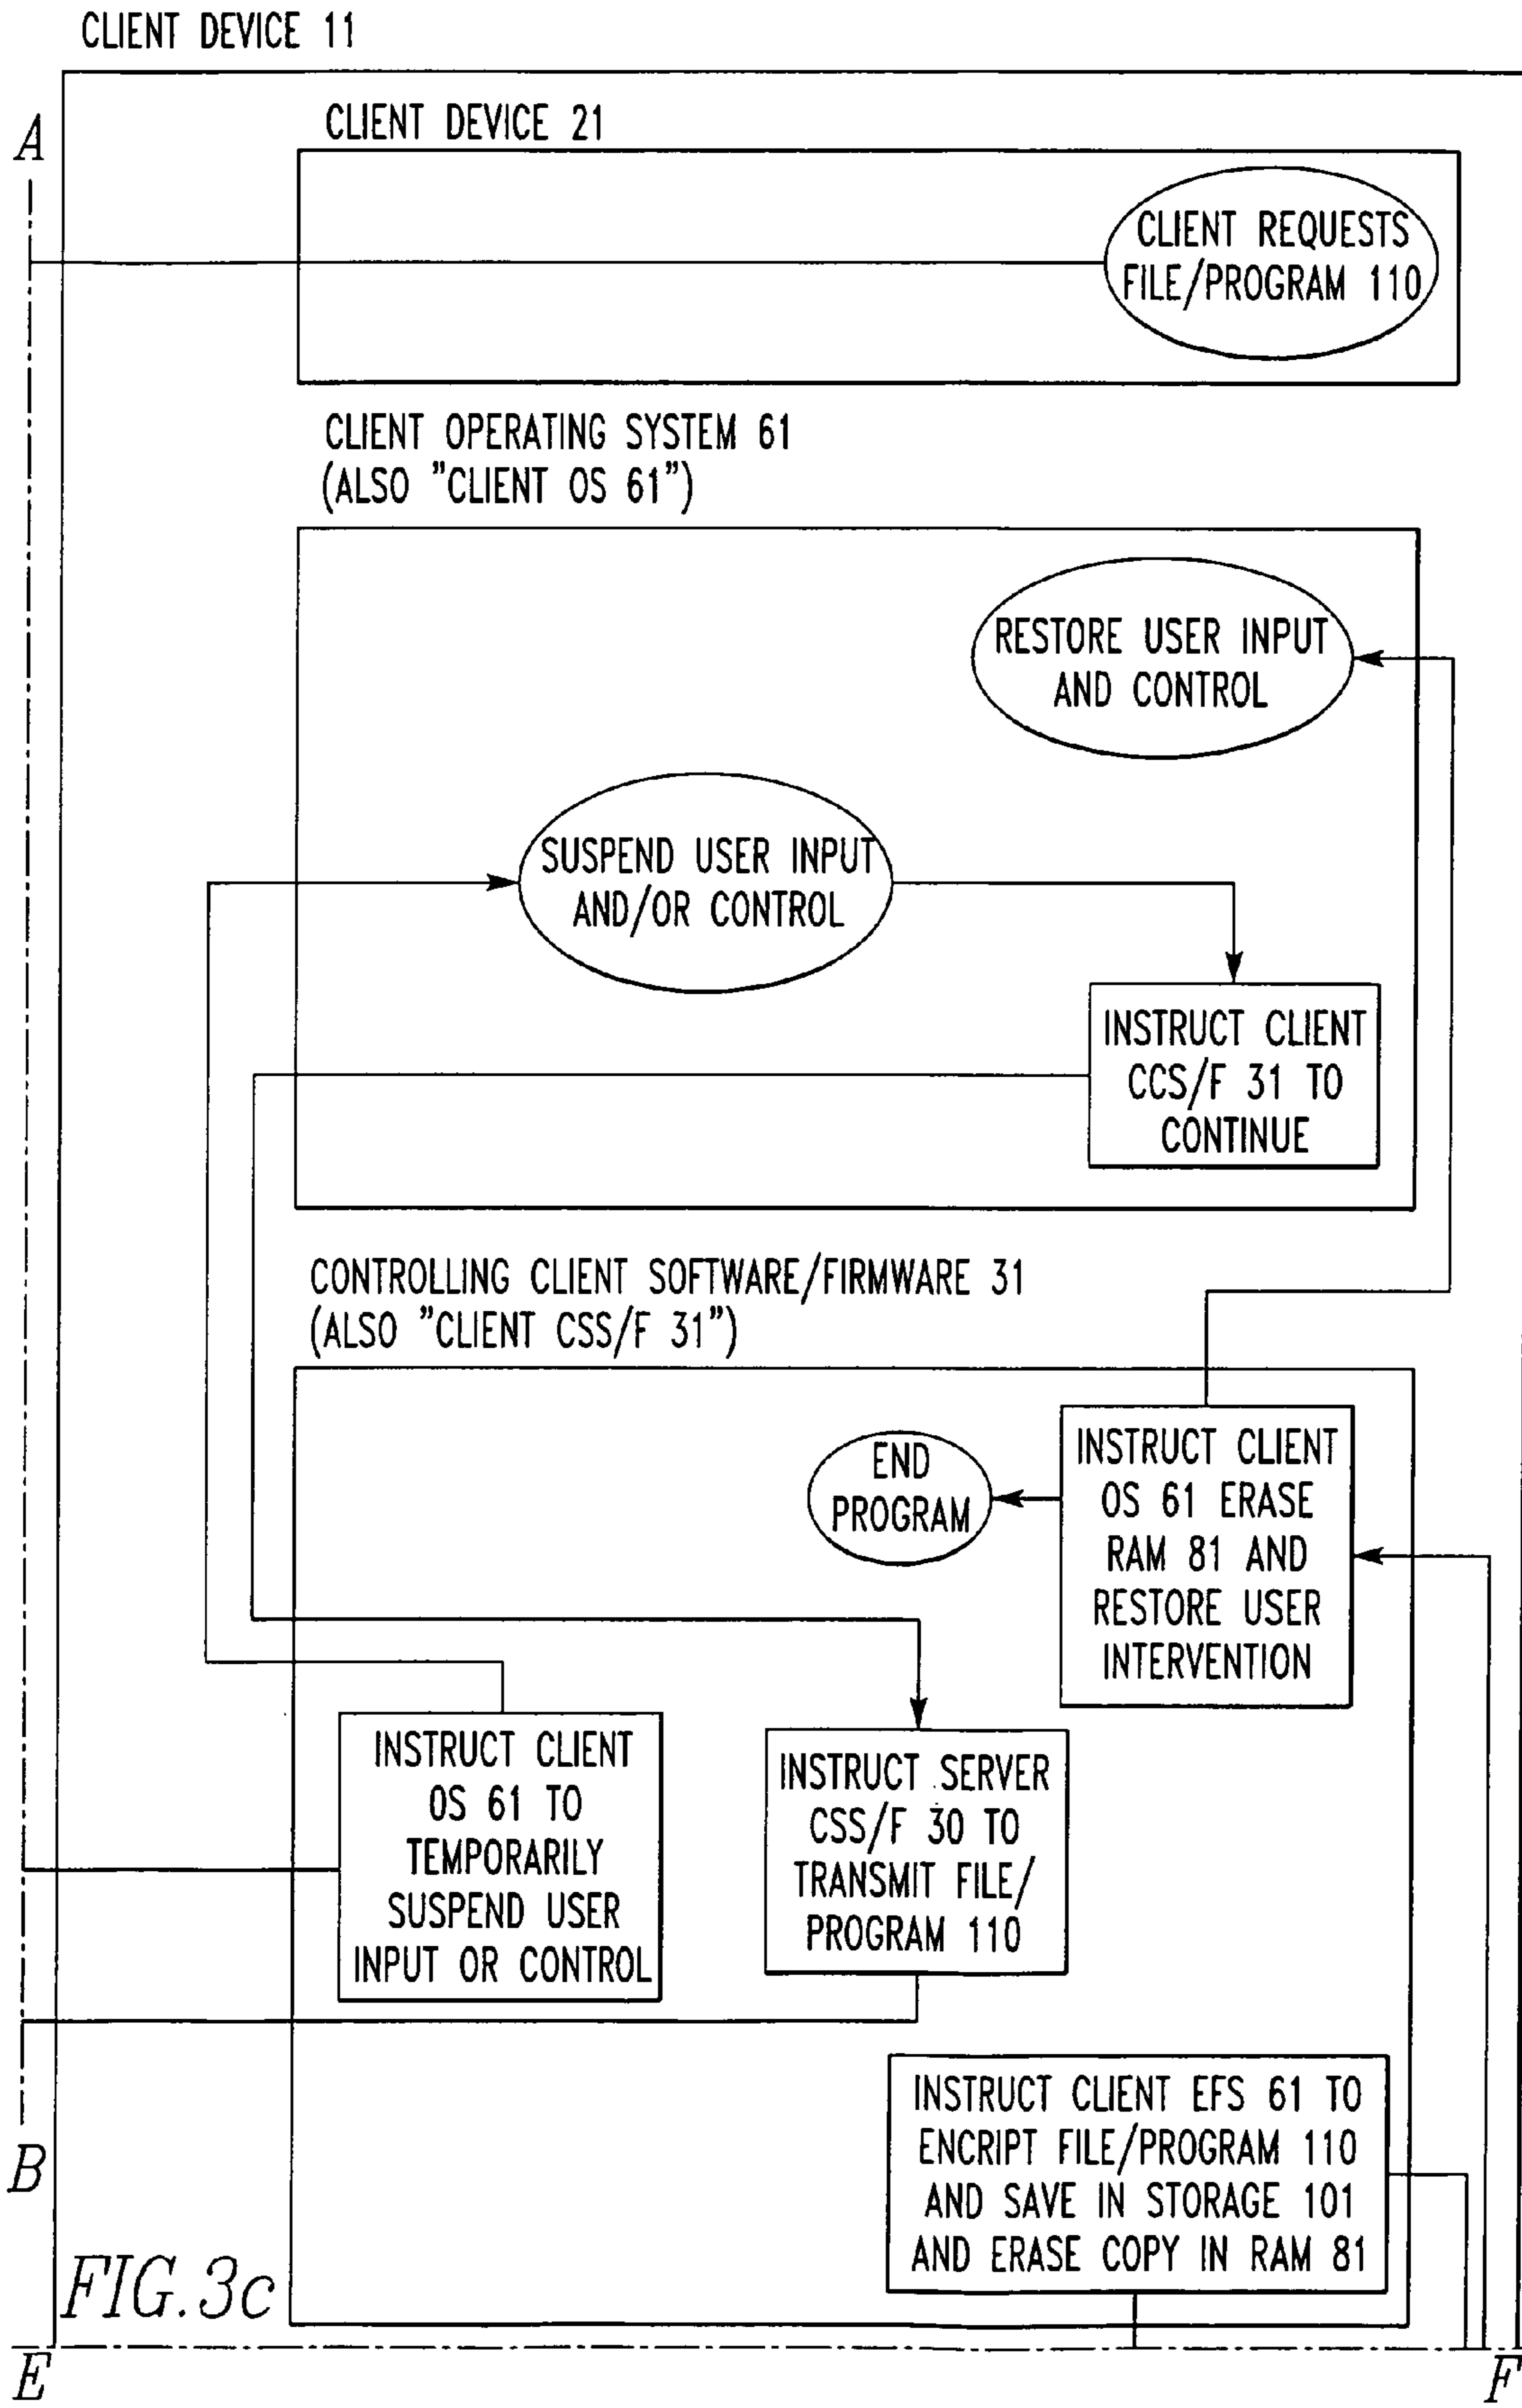 CLIENT DEVICE 11
A
CLIENT DEVICE 21
CLIENT REQUESTS
FILE/PROGRAM 110
CLIENT OPERATING SYSTEM 61
(ALSO "CLIENT OS 61")
RESTORE USER INPUT
AND CONTROL
SUSPEND USER INPUT
AND/OR CONTROL
INSTRUCT CLIENT
CCS/F 31 TO
CONTINUE
CONTROLLING CLIENT SOFTWARE/FIRMWARE 31
(ALSO "CLIENT CSS/F 31")
END
PROGRAM
INSTRUCT CLIENT
OS 61 ERASE
RAM 81 AND
RESTORE USER
INTERVENTION
INSTRUCT CLIENT
OS 61 TO
TEMPORARILY
SUSPEND USER
INPUT OR CONTROL
INSTRUCT SERVER
CSS/F 30 TO
TRANSMIT FILE/
PROGRAM 110
B
INSTRUCT CLIENT EFS 61 TO
ENCRIPT FILE/PROGRAM 110
AND SAVE IN STORAGE 101
AND ERASE COPY IN RAM 81
FIG.3c
E
F